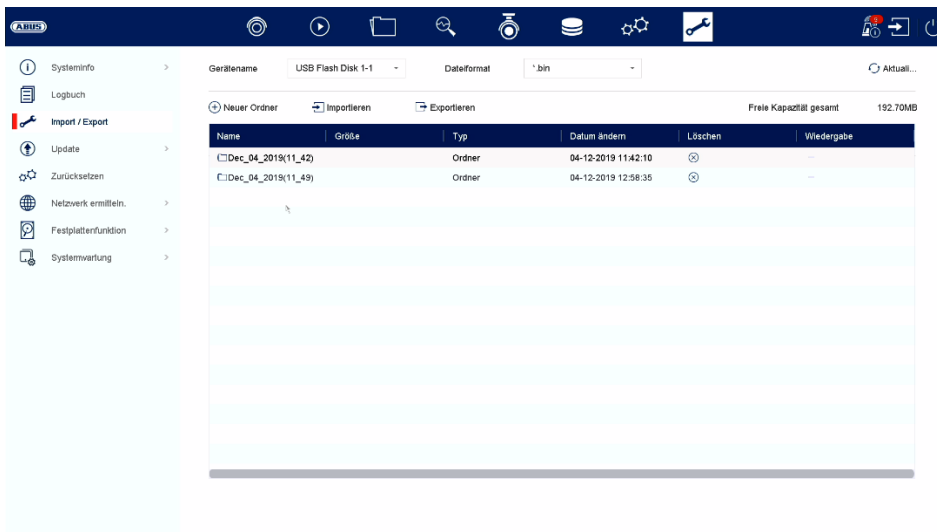 ABUS
9
Systeminfo
Logbuch
Import / Export
Update
Zurücksetzen
Netzwerk ermitteln.
Festplattenfunktion
Systemwartung
Gerätename USB Flash Disk 1-1 Dateiformat *.bin Aktuali...
Neuer Ordner Importieren Exportieren Freie Kapazität gesamt 192.70MB
Name Größe Typ Datum ändern Löschen Wiedergabe
Dec_04_2019(11_42) Ordner 04-12-2019 11:42:10 —
Dec_04_2019(11_49) Ordner 04-12-2019 12:58:35 —